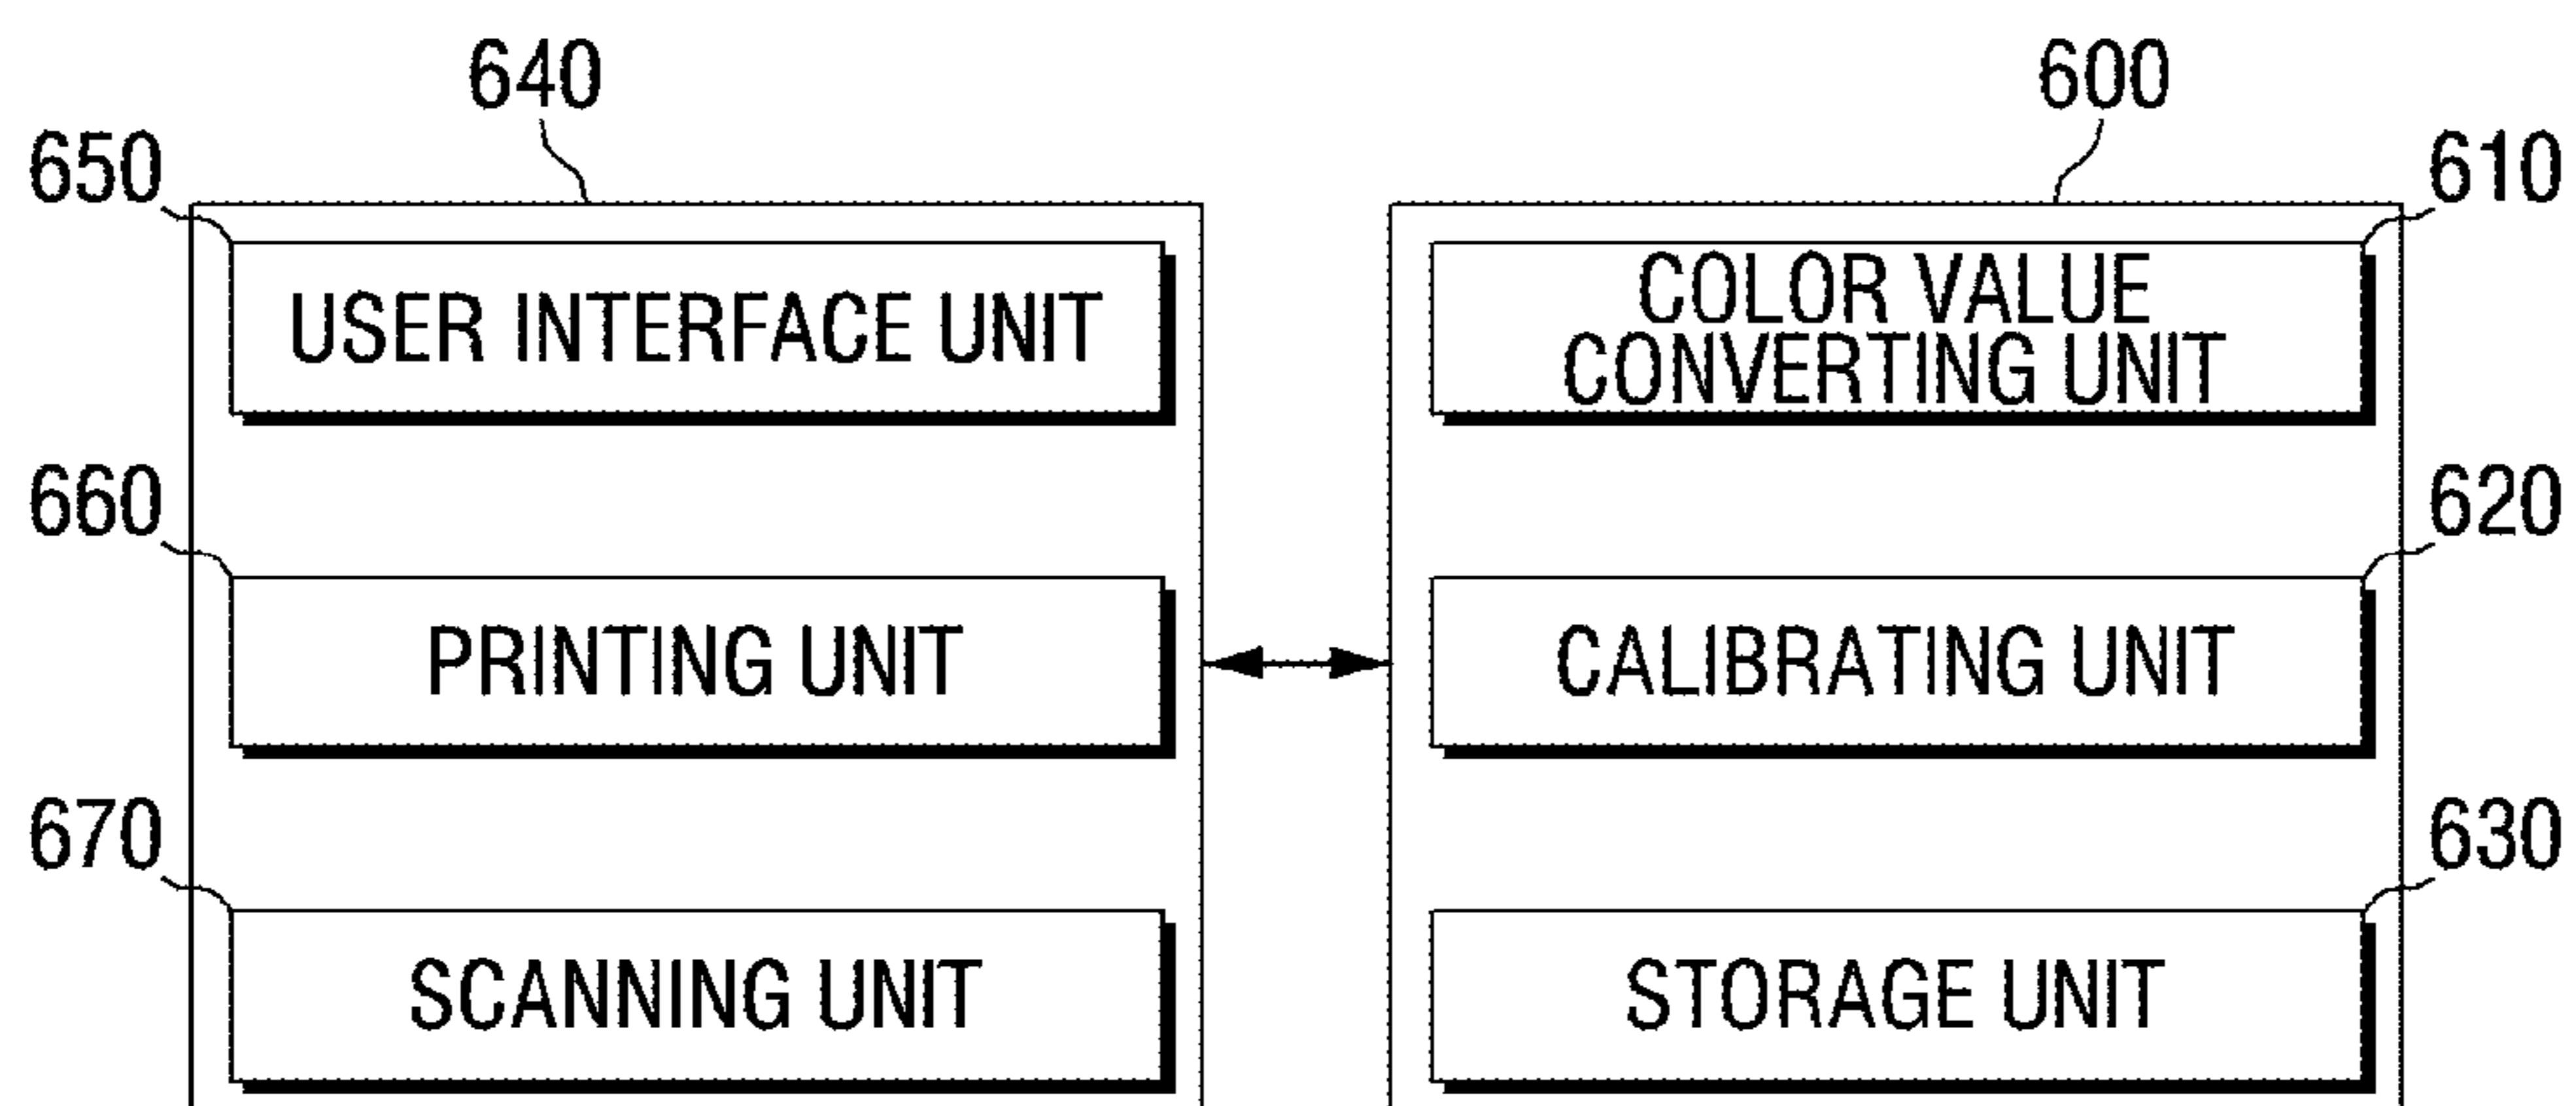 640
600
650
610
USER INTERFACE UNIT
COLOR VALUE
CONVERTING UNIT
660
620
PRINTING UNIT
CALIBRATING UNIT
670
630
SCANNING UNIT
STORAGE UNIT